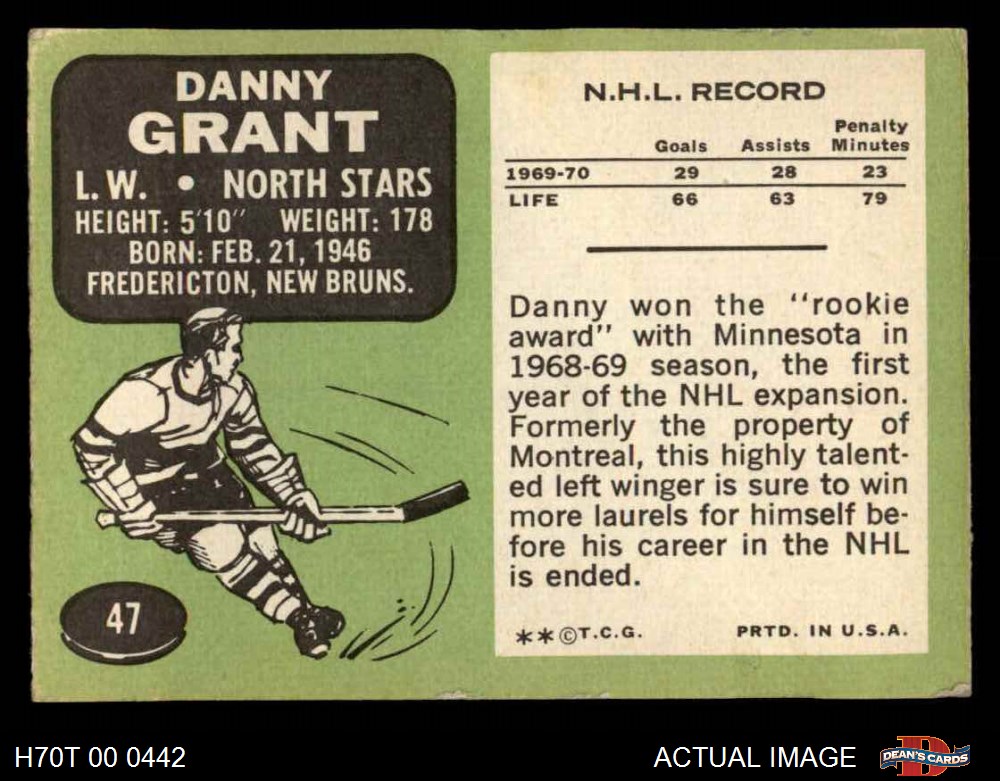 DANNY
GRANT
L.W. • NORTH STARS
HEIGHT: 5'10" WEIGHT: 178
BORN: FEB. 21, 1946
FREDERICTON, NEW BRUNS.
47
N.H.L. RECORD
Goals Assists Penalty Minutes
1969-70 29 28 23
LIFE 66 63 79
Danny won the "rookie
award" with Minnesota in
1968-69 season, the first
year of the NHL expansion.
Formerly the property of
Montreal, this highly talent-
ed left winger is sure to win
more laurels for himself be-
fore his career in the NHL
is ended.
**©T.C.G. PRTD. IN U.S.A.
H70T 00 0442 ACTUAL IMAGE DEAN'S CARDS